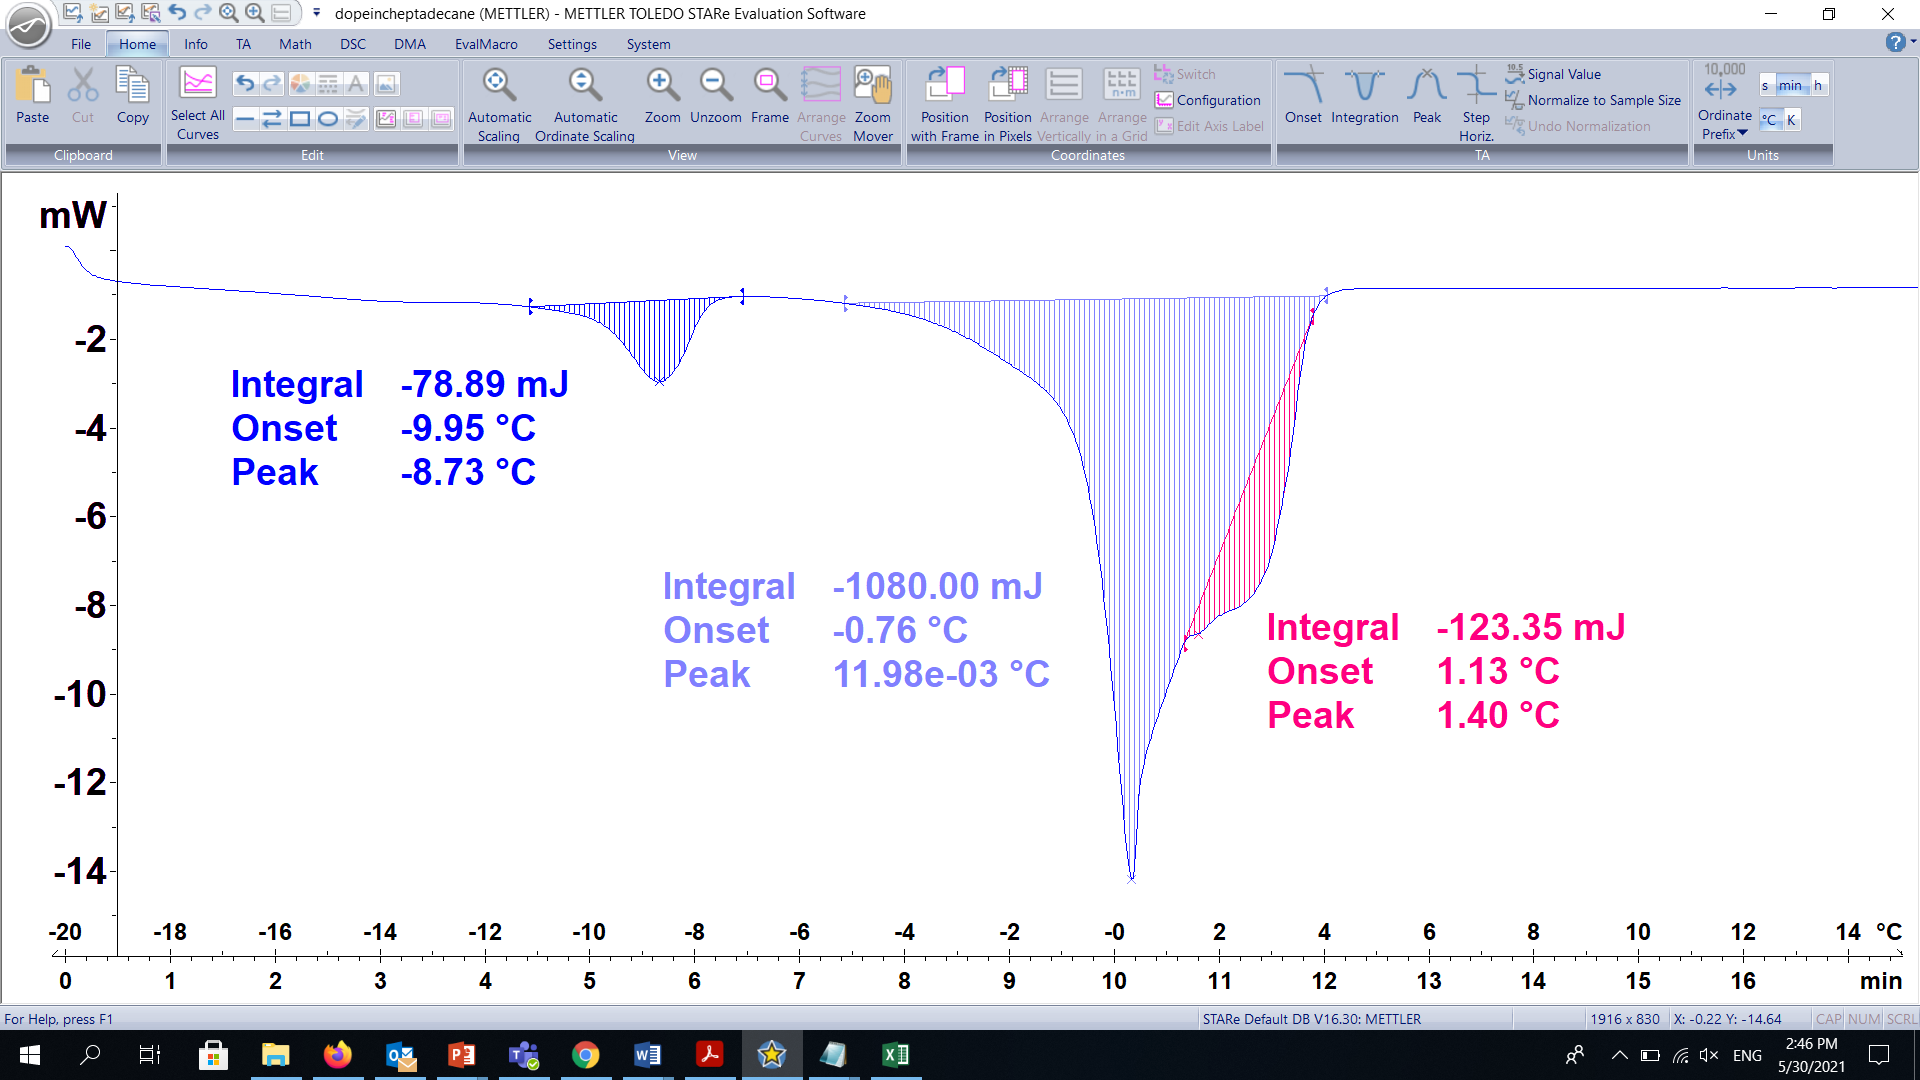 dopeincheptadecane (METTLER) - METTLER TOLEDO STARe Evaluation Software
File Home Info TA Math DSC DMA EvalMacro Settings System
Paste Cut Copy
Clipboard
Select All Curves
Edit
Automatic Scaling
Automatic Ordinate Scaling
Zoom Unzoom Frame
Arrange Curves
Zoom Mover
View
Position with Frame
Position in Pixels
Arrange Vertically
Arrange in a Grid
Switch
Configuration
Edit Axis Label
Coordinates
Onset Integration Peak
Step Horiz.
10.5 Signal Value
Normalize to Sample Size
Undo Normalization
TA
10,000
Ordinate Prefix
s min h
°C K
Units
mW
-2
-4
-6
-8
-10
-12
-14
Integral -78.89 mJ
Onset -9.95 °C
Peak -8.73 °C
Integral -1080.00 mJ
Onset -0.76 °C
Peak 11.98e-03 °C
Integral -123.35 mJ
Onset 1.13 °C
Peak 1.40 °C
-20 -18 -16 -14 -12 -10 -8 -6 -4 -2 -0 2 4 6 8 10 12 14 °C
0 1 2 3 4 5 6 7 8 9 10 11 12 13 14 15 16 min
For Help, press F1
STARe Default DB V16.30: METTLER
1916 x 830
X: -0.22 Y: -14.64
CAP NUM SCRL
ENG
2:46 PM
5/30/2021